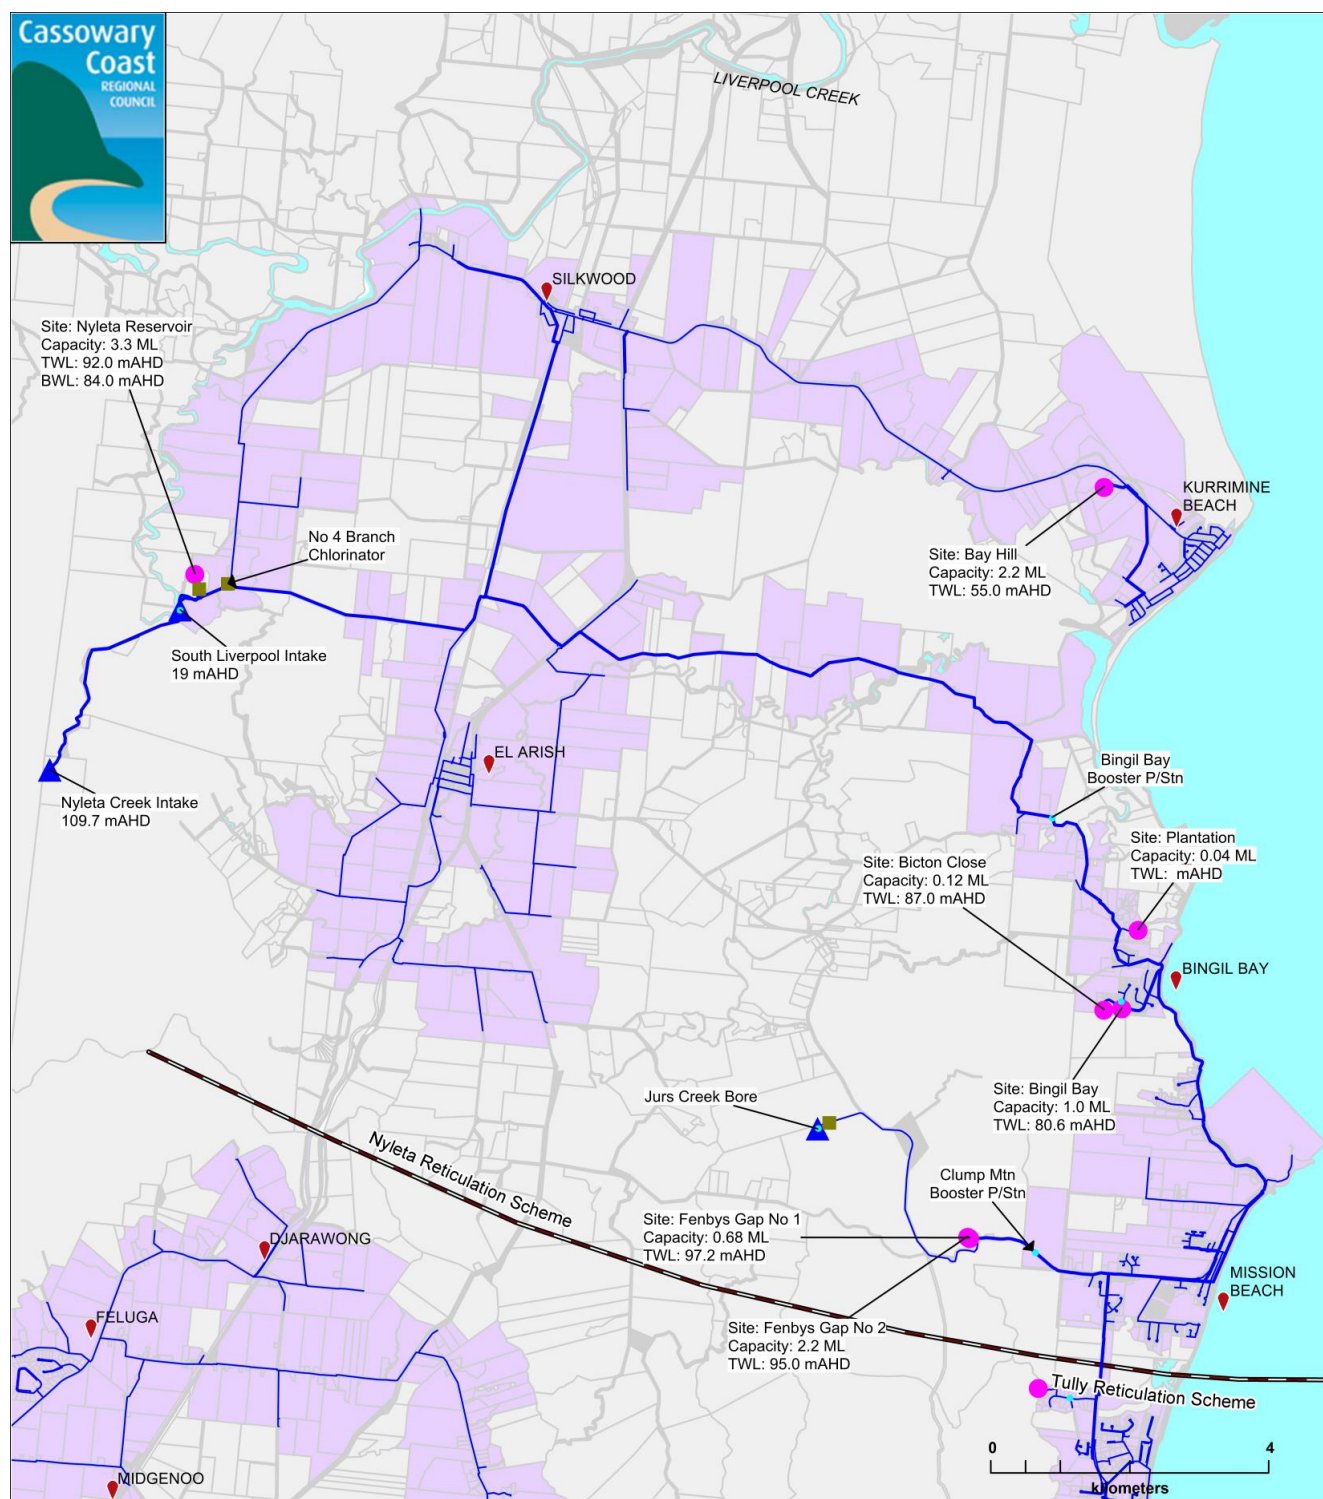 Cassowary
Coast
REGIONAL
COUNCIL
LIVERPOOL CREEK
SILKWOOD
Site: Nyleta Reservoir
Capacity: 3.3 ML
TWL: 92.0 mAHD
BWL: 84.0 mAHD
No 4 Branch
Chlorinator
KURRIMINE
BEACH
Site: Bay Hill
Capacity: 2.2 ML
TWL: 55.0 mAHD
South Liverpool Intake
19 mAHD
EL ARISH
Nyleta Creek Intake
109.7 mAHD
Bingil Bay
Booster P/Stn
Site: Plantation
Capacity: 0.04 ML
TWL:  mAHD
Site: Bicton Close
Capacity: 0.12 ML
TWL: 87.0 mAHD
BINGIL BAY
Jurs Creek Bore
Site: Bingil Bay
Capacity: 1.0 ML
TWL: 80.6 mAHD
Nyleta Reticulation Scheme
Clump Mtn
Booster P/Stn
Site: Fenbys Gap No 1
Capacity: 0.68 ML
TWL: 97.2 mAHD
DJARAWONG
MISSION
BEACH
FELUGA
Site: Fenbys Gap No 2
Capacity: 2.2 ML
TWL: 95.0 mAHD
Tully Reticulation Scheme
0 4
kilometers
MIDGENOO